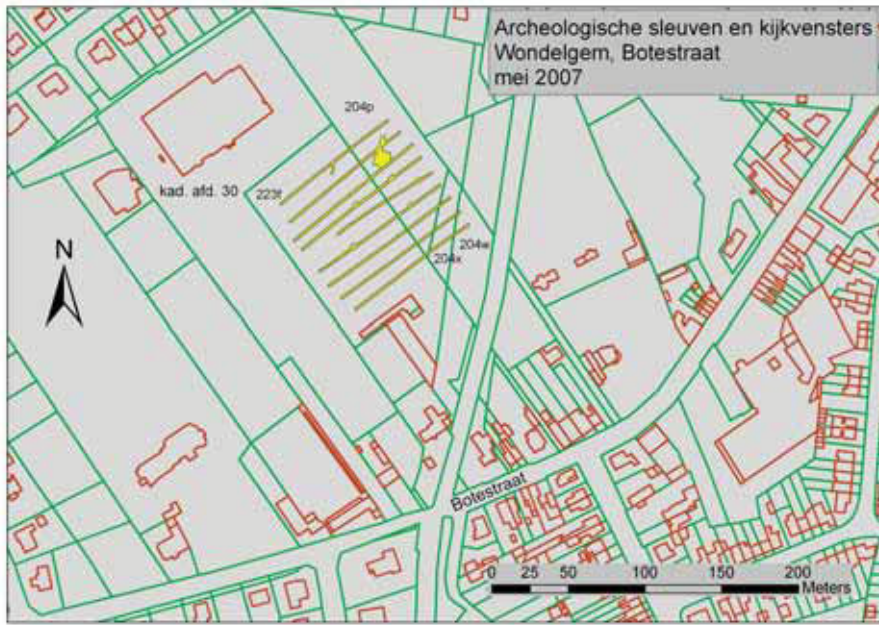 Archeologische sleuven en kijkvensters
Wondelgem, Botestraat
mei 2007
204p
kad. afd. 30
223f
204w
204x
N
Botestraat
0 25 50 100 150 200
Meters